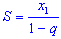 S = x₁ / (1 − q)